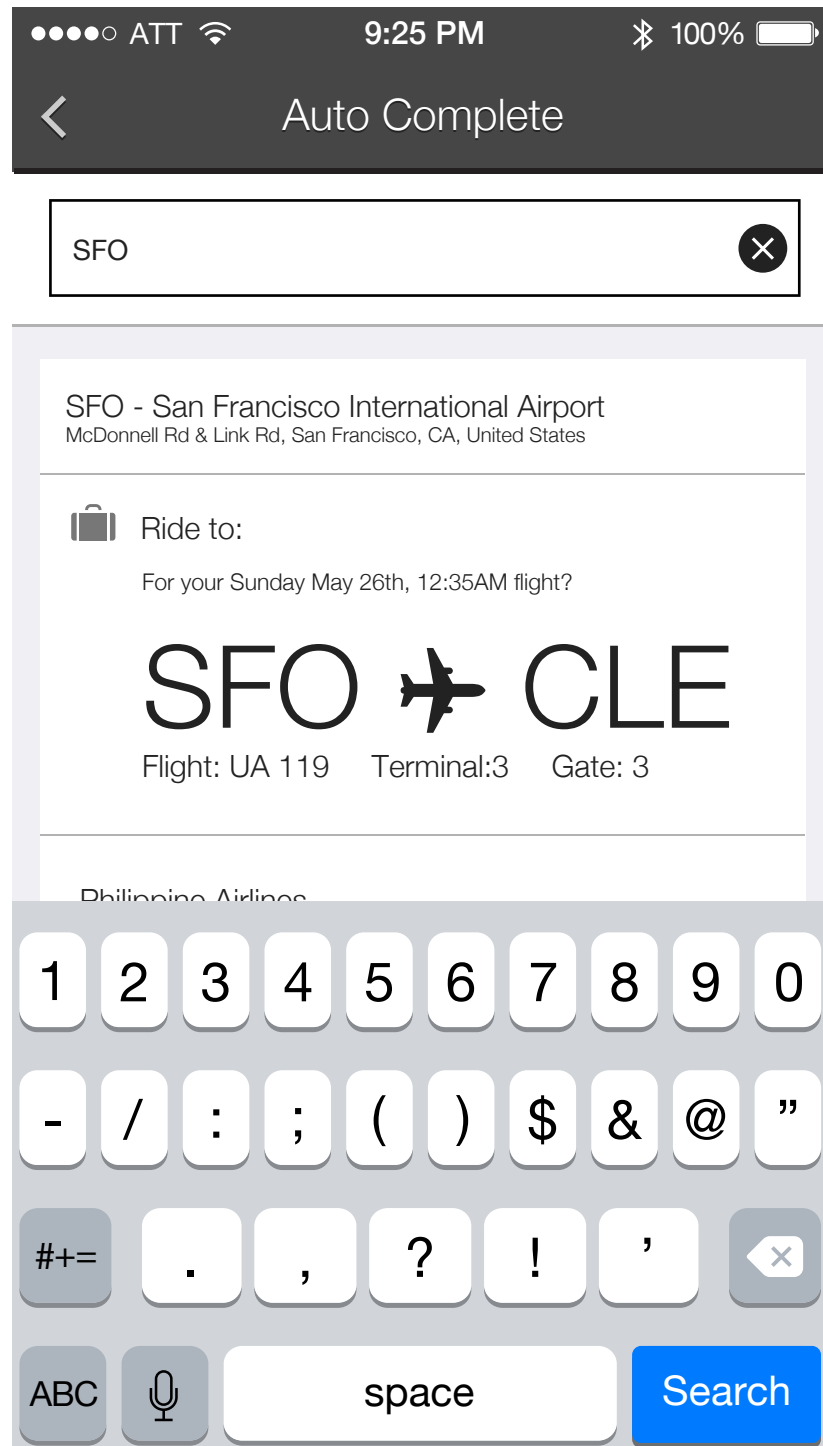 ATT 9:25 PM 100%
Auto Complete
SFO
SFO - San Francisco International Airport
McDonnell Rd & Link Rd, San Francisco, CA, United States
Ride to:
For your Sunday May 26th, 12:35AM flight?
SFO CLE
Flight: UA 119 Terminal:3 Gate: 3
Philippine Airlines
1 2 3 4 5 6 7 8 9 0
- / : ; ( ) $ & @ ”
#+= . , ? ! ’
ABC space Search